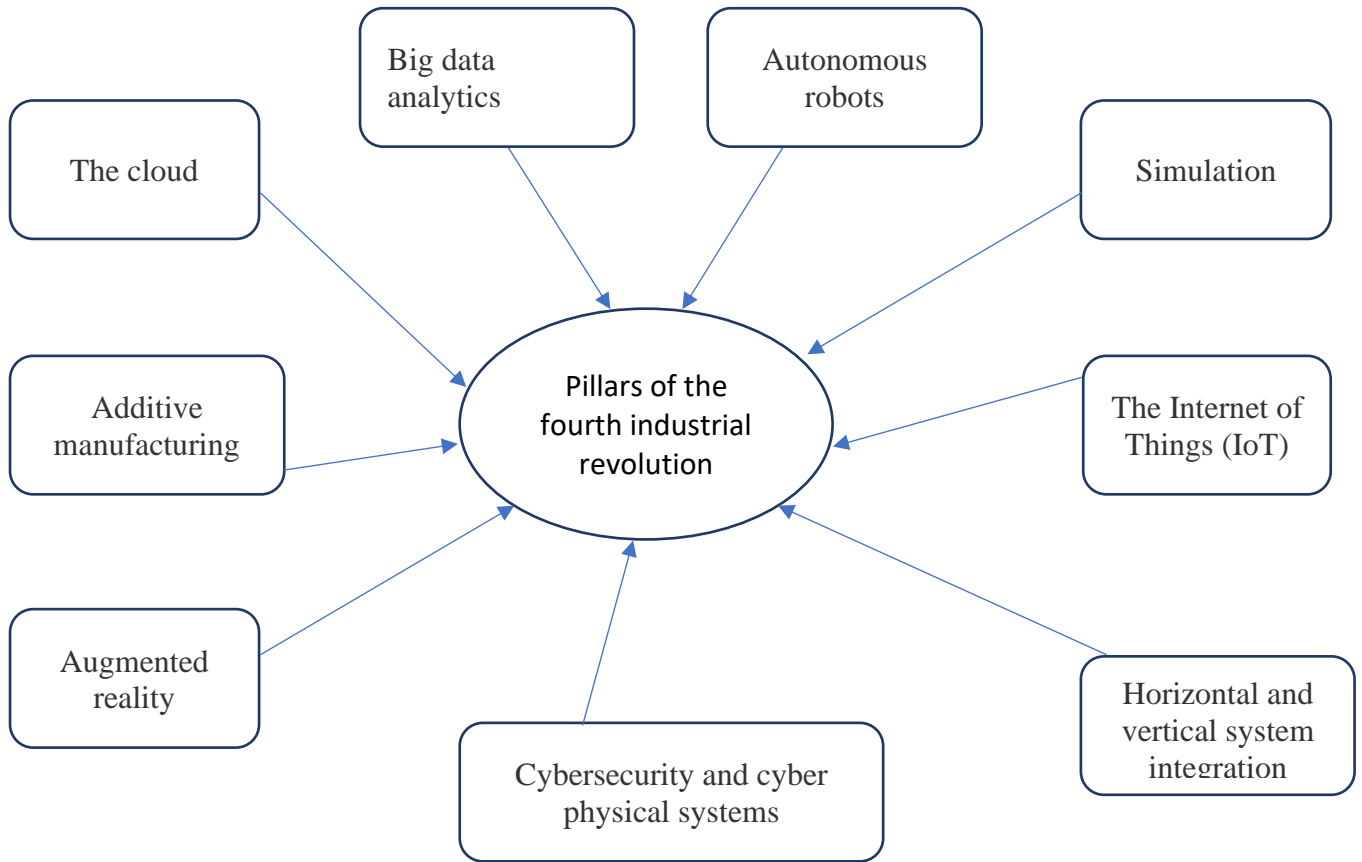 Big data
analytics
Autonomous
robots
The cloud
Simulation
Pillars of the
fourth industrial
revolution
Additive
manufacturing
The Internet of
Things (IoT)
Augmented
reality
Horizontal and
vertical system
integration
Cybersecurity and cyber
physical systems